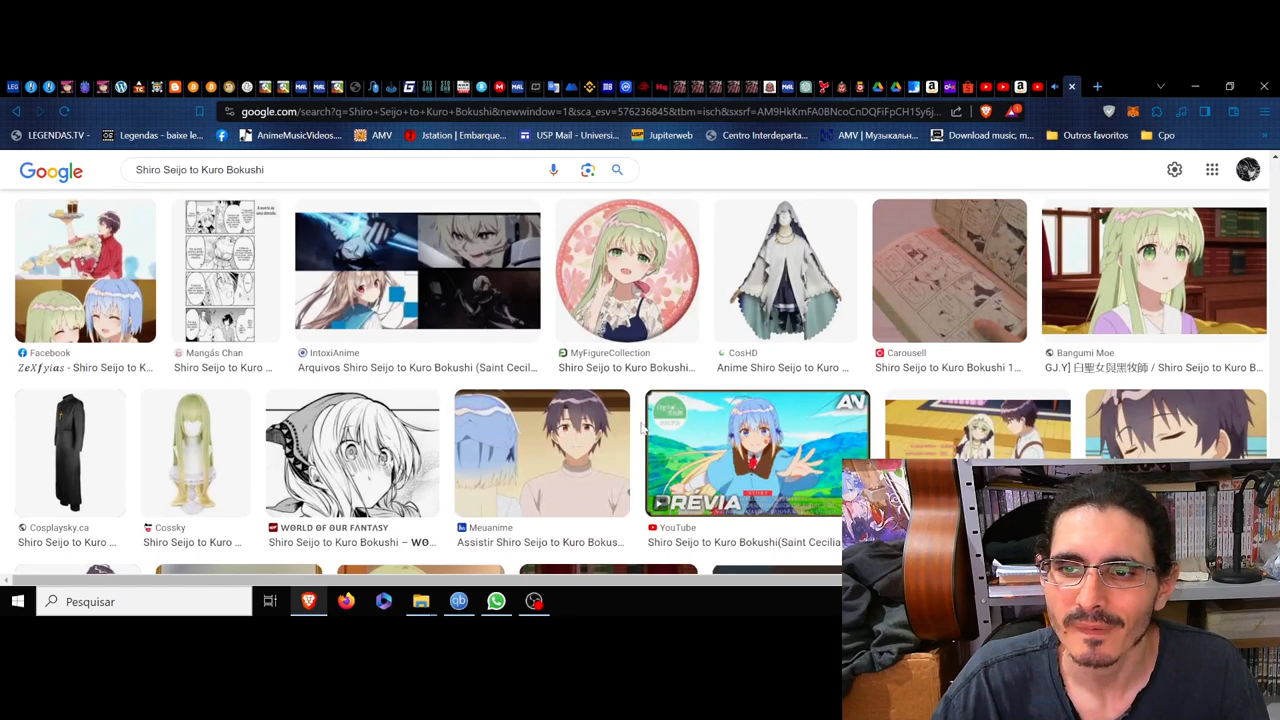 google.com/search?q=Shiro+Seijo+to+Kuro+Bokushi&newwindow=1&sca_esv=576236845&tbm=isch&sxsrf=AM9HkKmFA0BNcoCnDQFiFpCH1Sy6j...
LEGENDAS.TV -
Legendas - baixe le...
AnimeMusicVideos....
AMV
Jstation | Embarque...
USP Mail - Universi...
Jupiterweb
Centro Interdeparta...
AMV | Музыкальн...
Download music, m...
Outros favoritos
Cpo
Google
Shiro Seijo to Kuro Bokushi
Facebook
ZeXfyias - Shiro Seijo to K...
Mangás Chan
Shiro Seijo to Kuro ...
IntoxiAnime
Arquivos Shiro Seijo to Kuro Bokushi (Saint Cecil...
MyFigureCollection
Shiro Seijo to Kuro Bokushi...
CosHD
Anime Shiro Seijo to Kuro ...
Carousell
Shiro Seijo to Kuro Bokushi 1...
Bangumi Moe
GJ.Y] 白聖女與黑牧師 / Shiro Seijo to Kuro B...
AN
PRÉVIA
Cosplaysky.ca
Shiro Seijo to Kuro ...
Cossky
Shiro Seijo to Kuro ...
WORLD OF OUR FANTASY
Shiro Seijo to Kuro Bokushi – WO...
Meuanime
Assistir Shiro Seijo to Kuro Bokus...
YouTube
Shiro Seijo to Kuro Bokushi(Saint Cecilia
Pesquisar